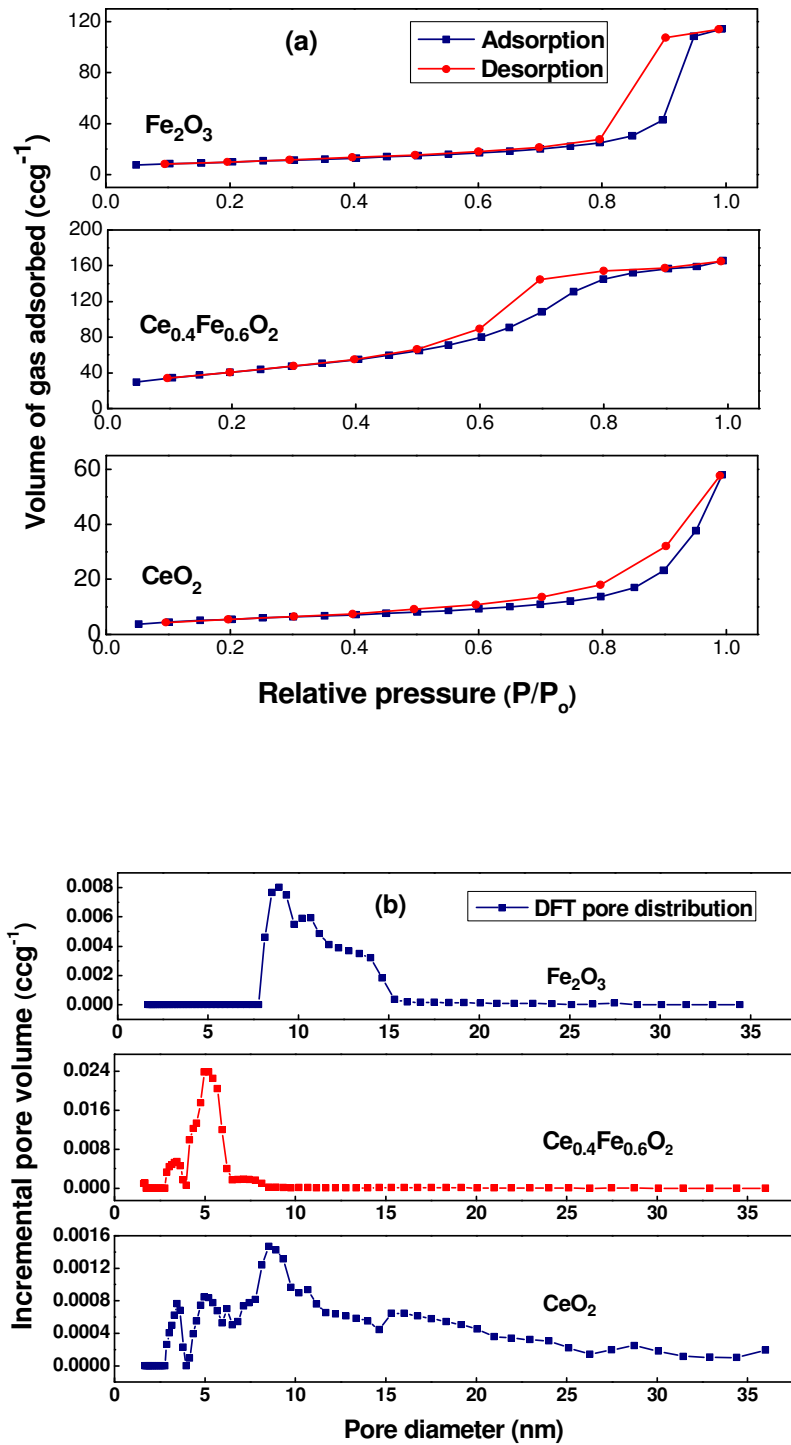 (a)
Adsorption
Desorption
Volume of gas adsorbed (ccg⁻¹)
120
80
40
0
Fe₂O₃
0.0 0.2 0.4 0.6 0.8 1.0
200
160
120
80
40
0
Ce₀.₄Fe₀.₆O₂
0.0 0.2 0.4 0.6 0.8 1.0
60
40
20
0
CeO₂
0.0 0.2 0.4 0.6 0.8 1.0
Relative pressure (P/Pₒ)
(b)
DFT pore distribution
Incremental pore volume (ccg⁻¹)
0.008
0.006
0.004
0.002
0.000
Fe₂O₃
0 5 10 15 20 25 30 35
0.024
0.016
0.008
0.000
Ce₀.₄Fe₀.₆O₂
0 5 10 15 20 25 30 35
0.0016
0.0012
0.0008
0.0004
0.0000
CeO₂
0 5 10 15 20 25 30 35
Pore diameter (nm)